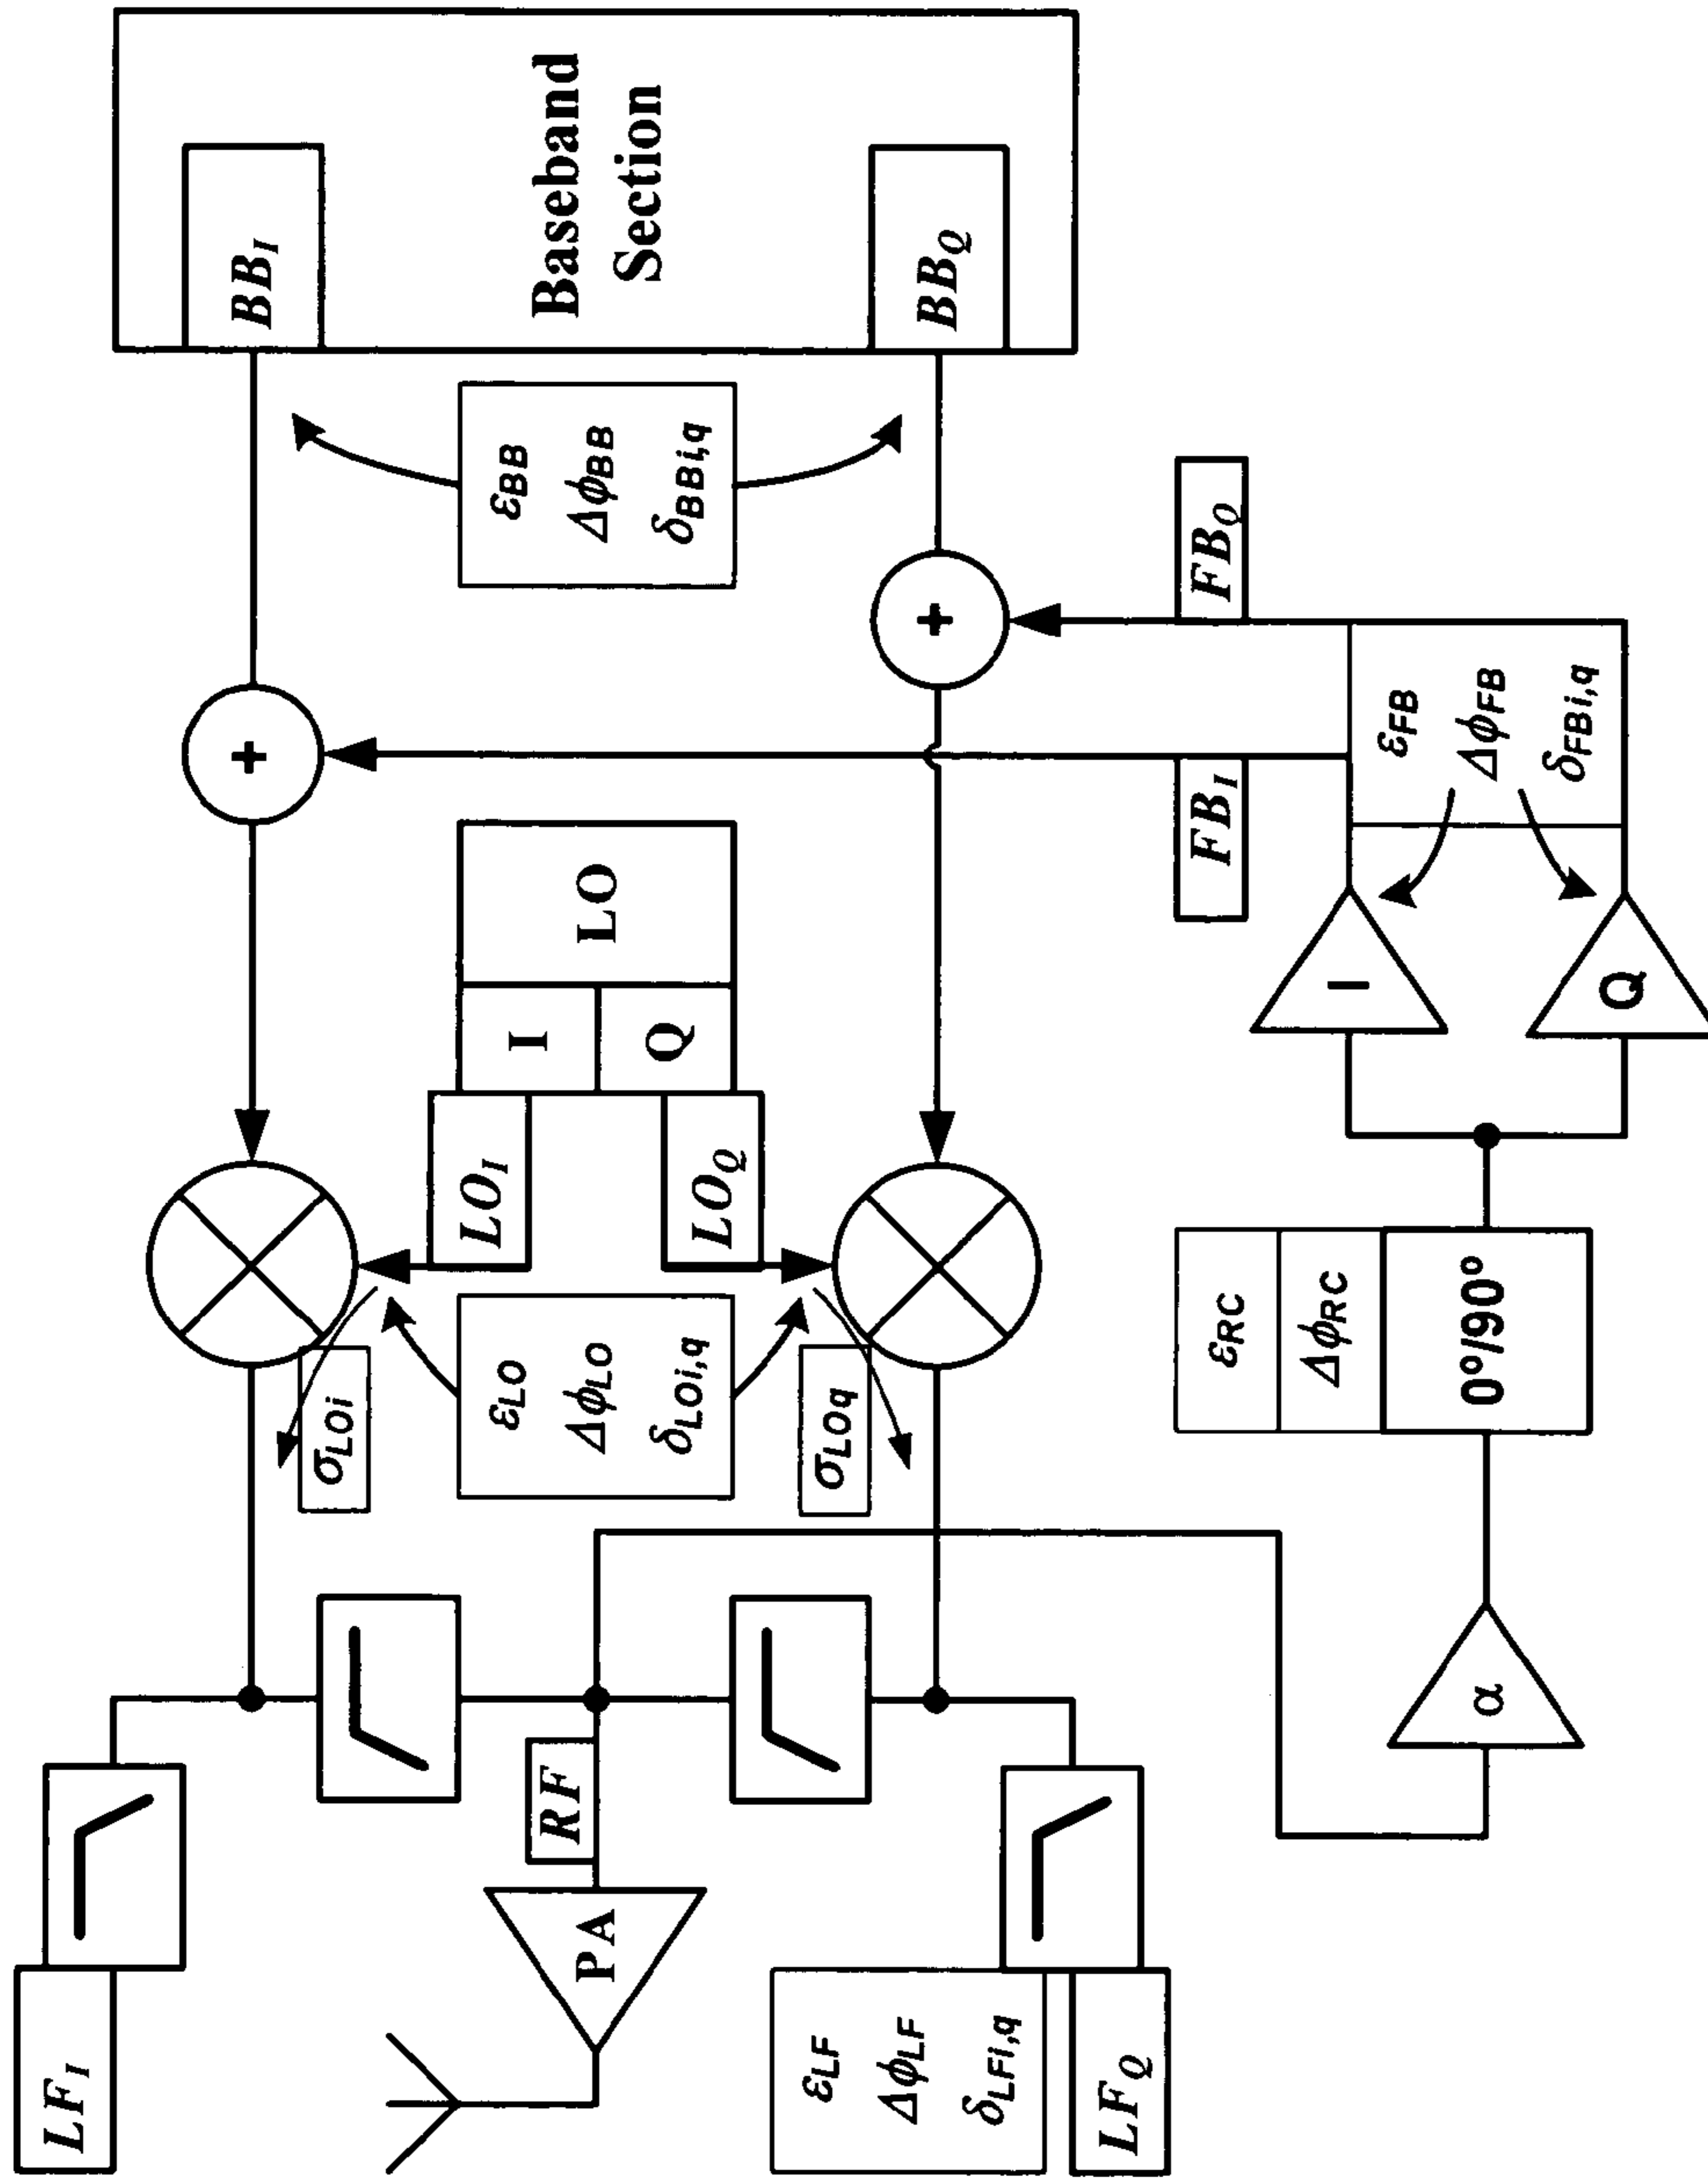 LF_I
PA
RF
ε_LF
Δϕ_LF
δ_LFi,q
LF_Q
σ_LOi
ε_LO
Δϕ_LO
δ_LOi,q
σ_LOq
α
LO_I
LO_Q
I
Q
LO
ε_RC
Δϕ_RC
0°/90°
I
Q
+
+
FB_I
FB_Q
ε_FB
Δϕ_FB
δ_FBi,q
ε_BB
Δϕ_BB
δ_BBi,q
BB_I
Baseband
Section
BB_Q